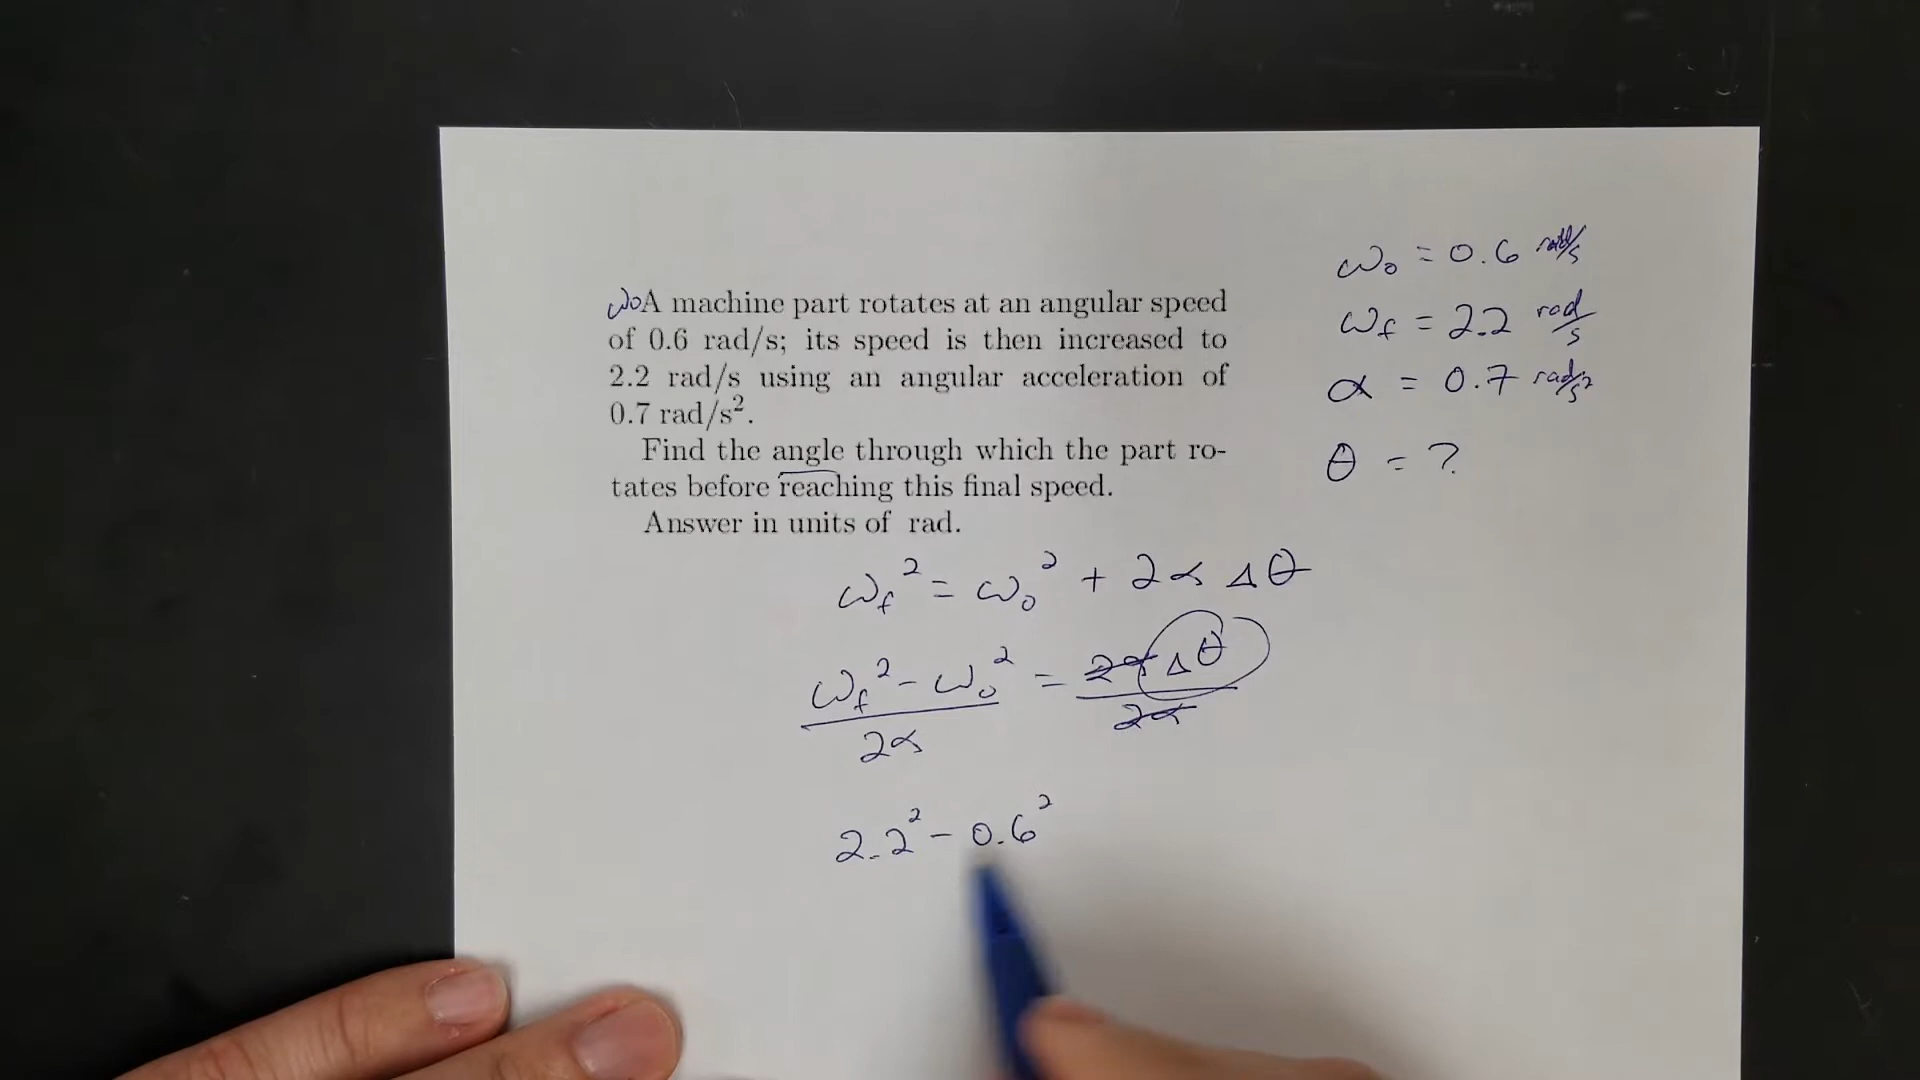 ω₀A machine part rotates at an angular speed
of 0.6 rad/s; its speed is then increased to
2.2 rad/s using an angular acceleration of
0.7 rad/s².
Find the angle through which the part ro-
tates before reaching this final speed.
Answer in units of rad.
ω₀ = 0.6 rad/s
ω_f = 2.2 rad/s
α = 0.7 rad/s²
θ = ?
ω_f² = ω₀² + 2α Δθ
(ω_f² - ω₀²)/2α = 2αΔθ/2α
2.2² - 0.6²